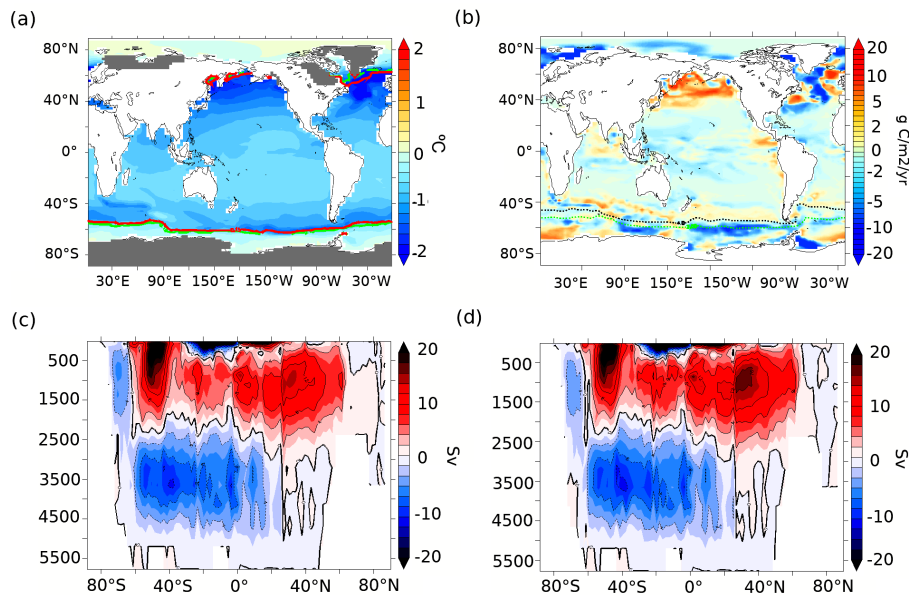 (a)
80°N
40°N
0°
40°S
80°S
30°E 90°E 150°E 150°W 90°W 30°W
2
1
0
-1
-2
°C
(b)
80°N
40°N
0°
40°S
80°S
30°E 90°E 150°E 150°W 90°W 30°W
20
10
5
2
0
-2
-5
-10
-20
g C/m2/yr
(c)
500
1500
2500
3500
4500
5500
80°S 40°S 0° 40°N 80°N
20
10
0
-10
-20
Sv
(d)
500
1500
2500
3500
4500
5500
80°S 40°S 0° 40°N 80°N
20
10
0
-10
-20
Sv